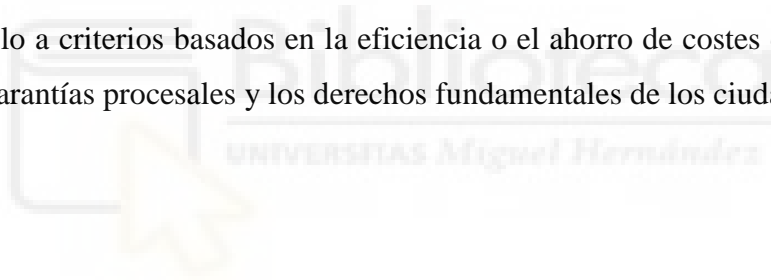 lo a criterios basados en la eficiencia o el ahorro de costes
arantías procesales y los derechos fundamentales de los ciuda
Biblioteca
UNIVERSITAS Miguel Hernández